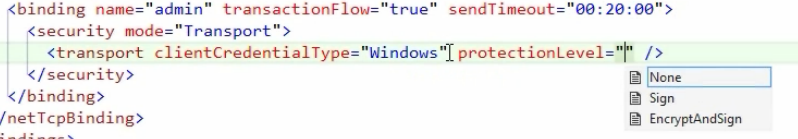 <binding name="admin" transactionFlow="true" sendTimeout="00:20:00">
<security mode="Transport">
<transport clientCredentialType="Windows" protectionLevel="" />
None
</security>
Sign
</binding>
EncryptAndSign
/netTcpBinding>